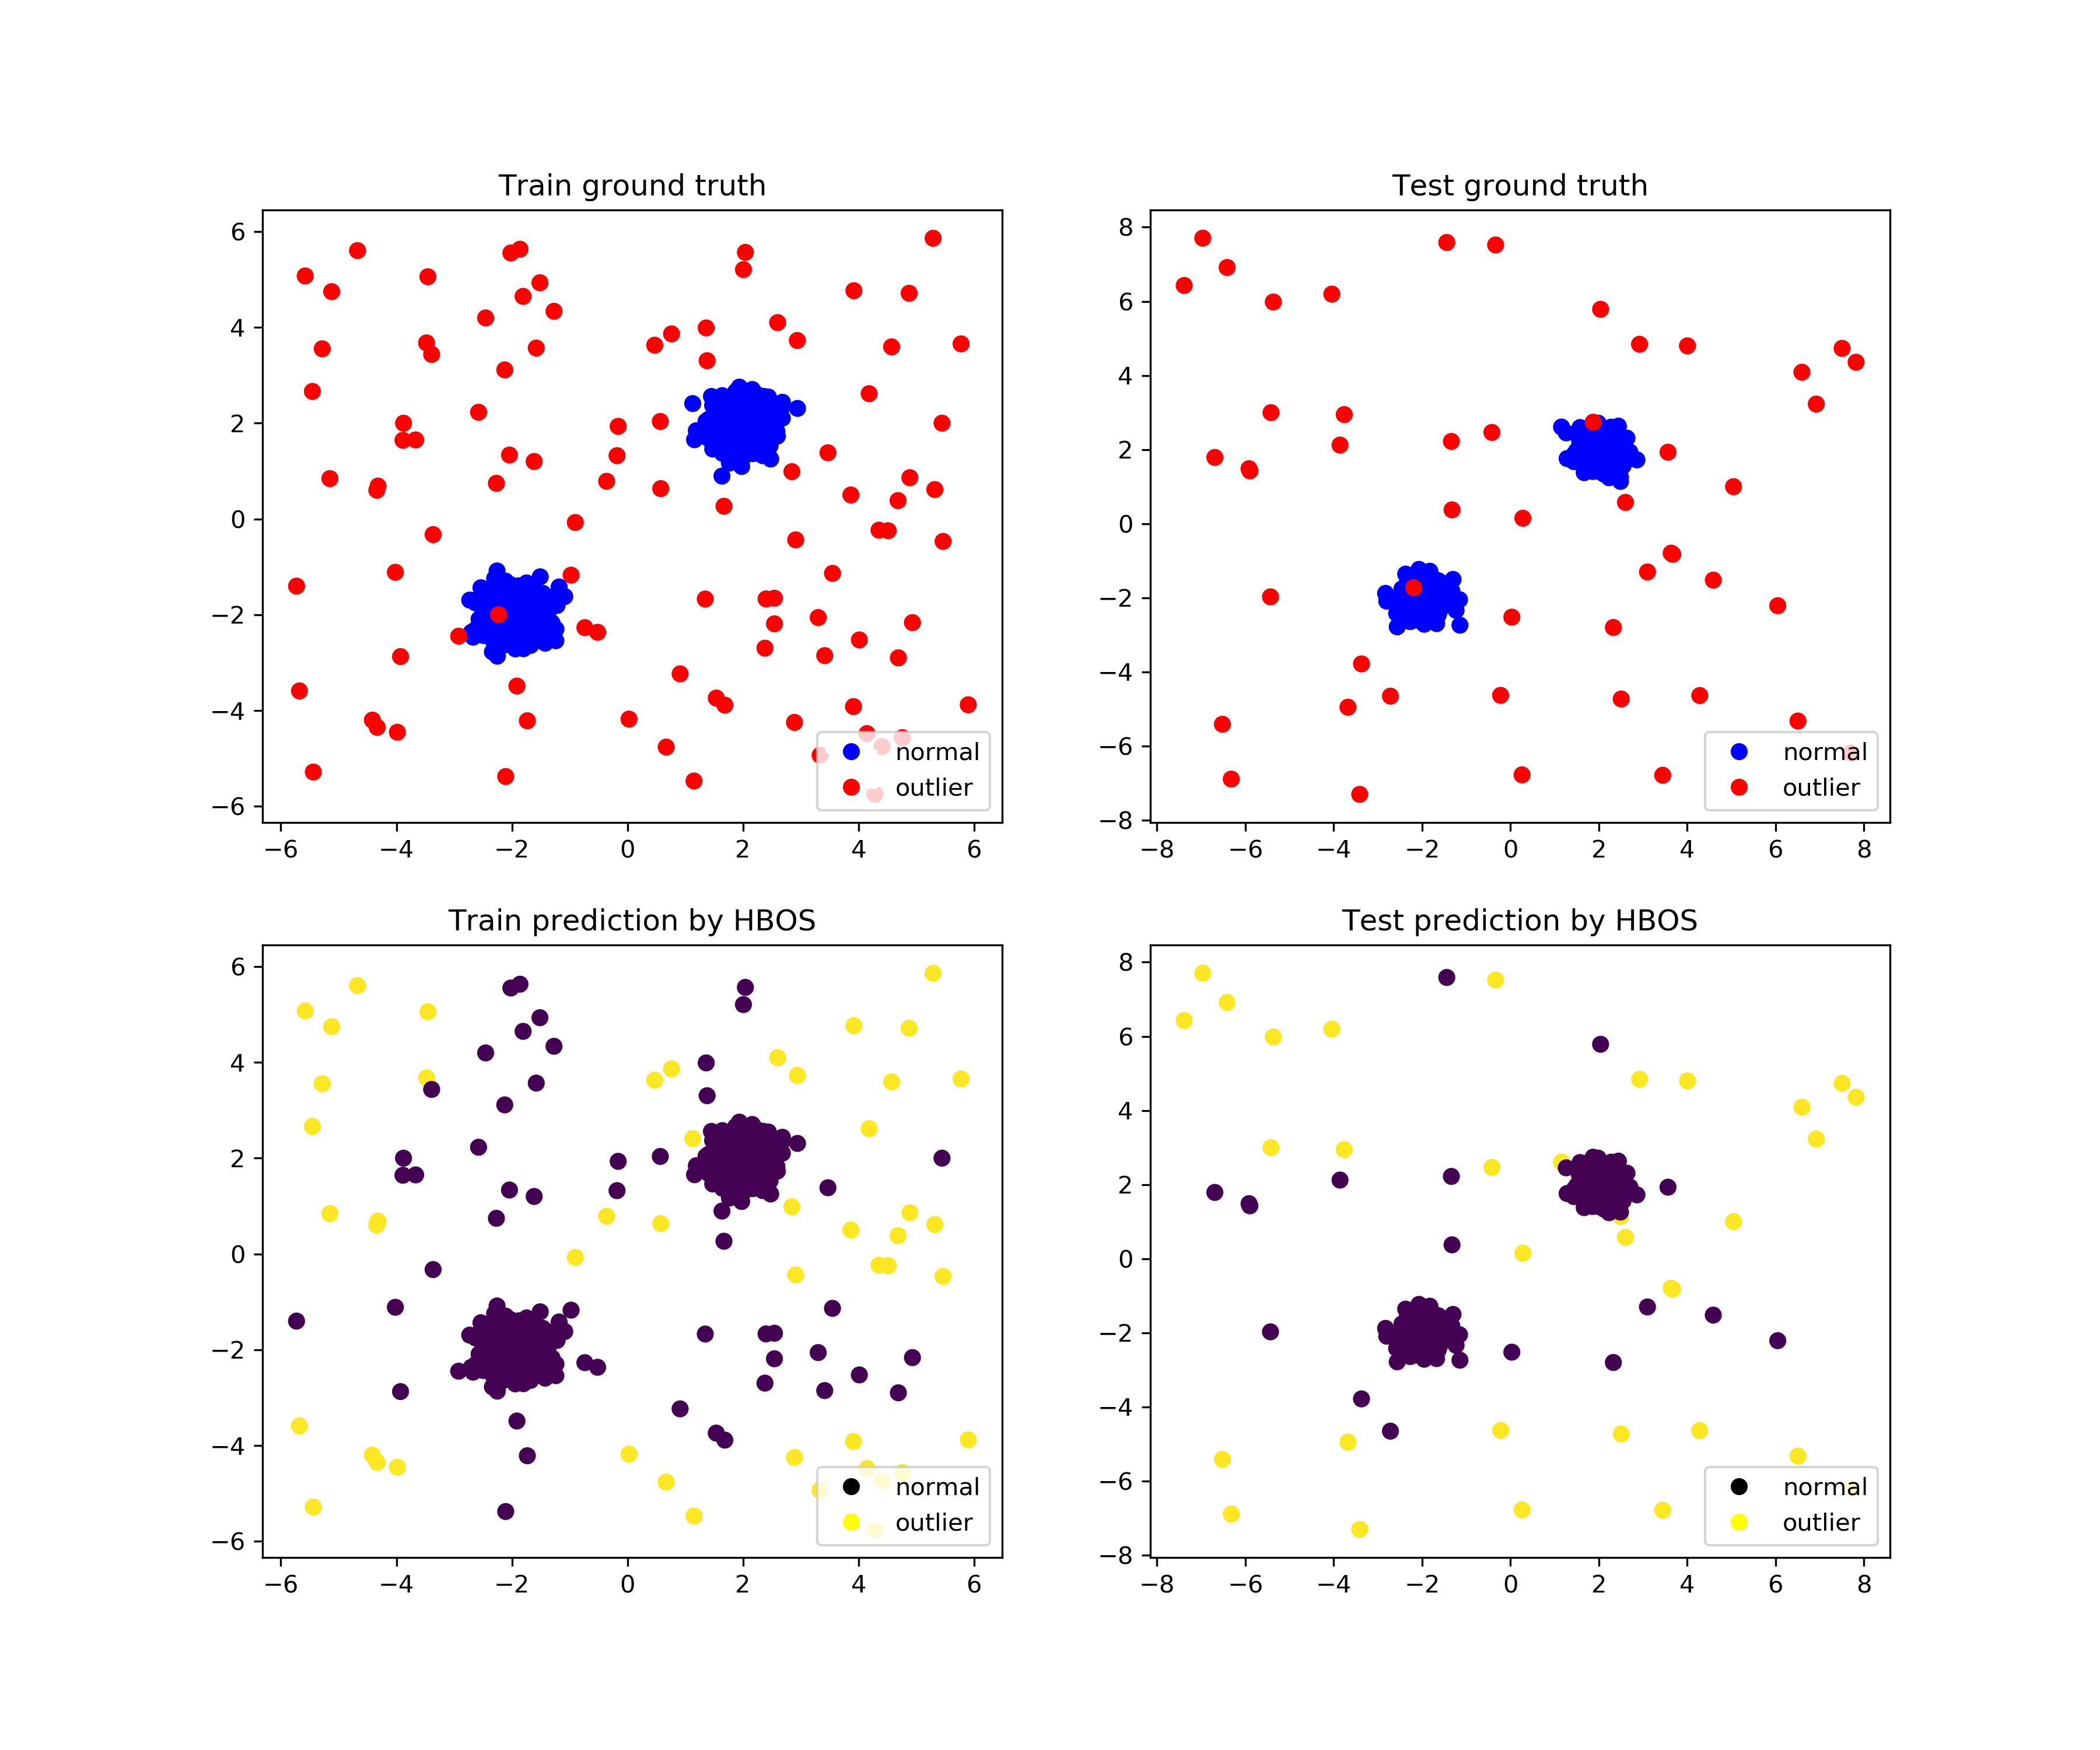 Train ground truth
6
4
2
0
−2
−4
−6
−6 −4 −2 0 2 4 6
normal
outlier
Test ground truth
8
6
4
2
0
−2
−4
−6
−8
−8 −6 −4 −2 0 2 4 6 8
normal
outlier
Train prediction by HBOS
6
4
2
0
−2
−4
−6
−6 −4 −2 0 2 4 6
normal
outlier
Test prediction by HBOS
8
6
4
2
0
−2
−4
−6
−8
−8 −6 −4 −2 0 2 4 6 8
normal
outlier